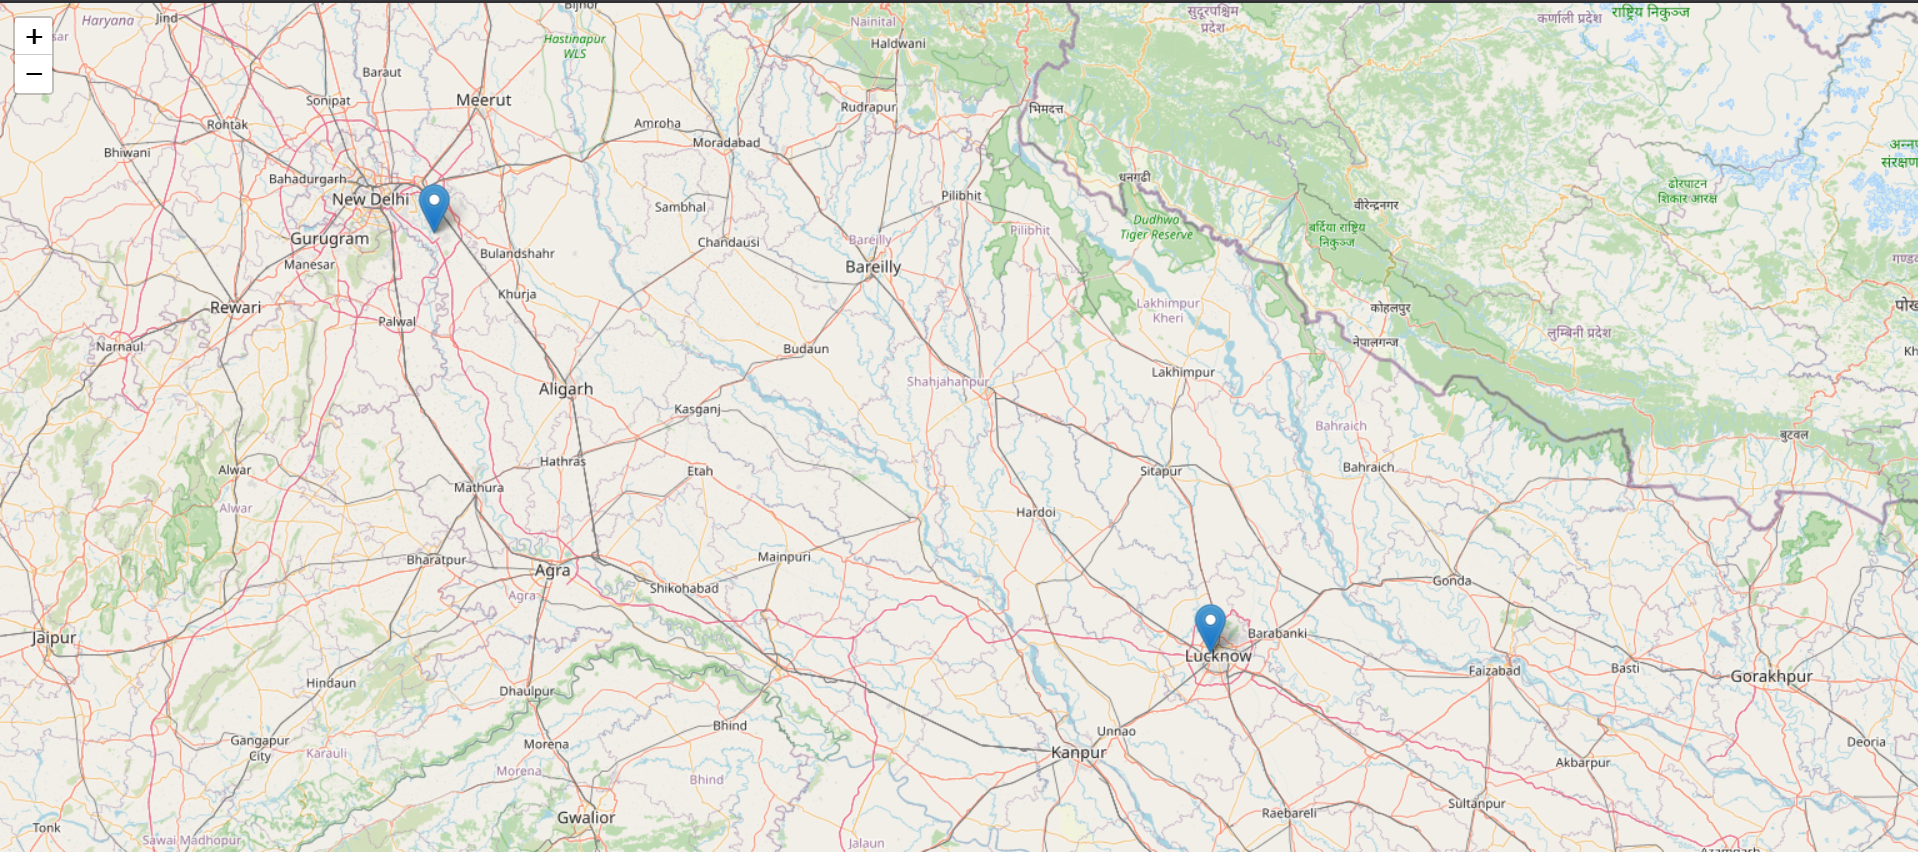 +
−
Haryana
Jind
Bijnor
Nainital
सुदूरपश्चिम
प्रदेश
कर्णाली प्रदेश
राष्ट्रिय निकुञ्ज
Hastinapur
WLS
Haldwani
sar
Baraut
Sonipat
Meerut
Rudrapur
भिमदत्त
Rohtak
Amroha
Moradabad
Bhiwani
Bahadurgarh
New Delhi
धनगढी
Pilibhit
Sambhal
वीरेन्द्रनगर
ढोरपाटन
शिकार आरक्ष
Dudhwa
Tiger Reserve
बर्दिया राष्ट्रिय
निकुञ्ज
Pilibhit
Gurugram
Manesar
Bulandshahr
Chandausi
Bareilly
Bareilly
Khurja
Rewari
Lakhimpur
Kheri
कोहलपुर
Palwal
लुम्बिनी प्रदेश
नेपालगन्ज
Narnaul
Budaun
Kh
Lakhimpur
Shahjahanpur
Aligarh
Kasganj
Bahraich
बुटवल
Hathras
Alwar
Etah
Sitapur
Bahraich
Mathura
Alwar
Hardoi
Bharatpur
Mainpuri
Agra
Agra
Shikohabad
Gonda
Jaipur
Barabanki
Lucknow
Faizabad
Basti
Gorakhpur
Hindaun
Dhaulpur
Bhind
Unnao
Gangapur
City
Karauli
Morena
Morena
Bhind
Kanpur
Deoria
Akbarpur
Sultanpur
Raebareli
Gwalior
Tonk
Sawai Madhopur
Jalaun
Azamgarh